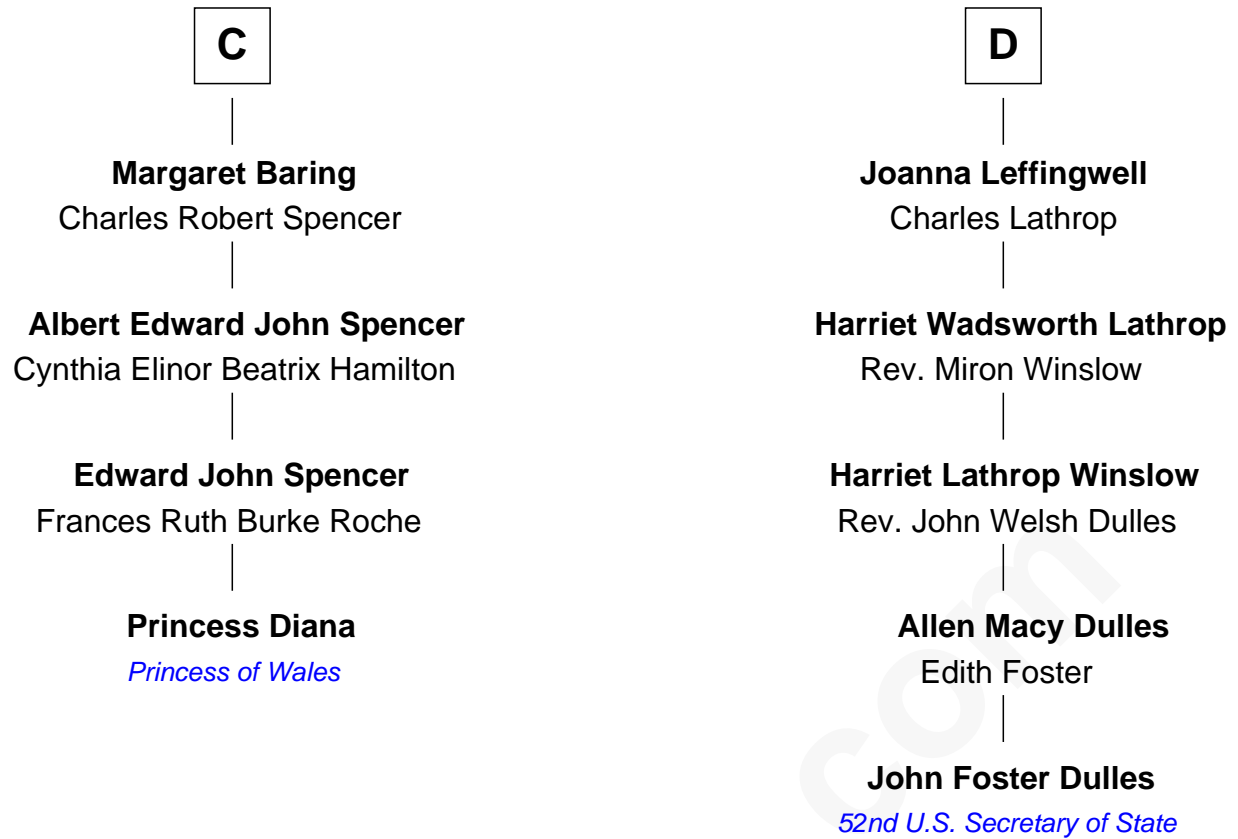 C
Margaret Baring
Charles Robert Spencer
Albert Edward John Spencer
Cynthia Elinor Beatrix Hamilton
Edward John Spencer
Frances Ruth Burke Roche
Princess Diana
Princess of Wales
D
Joanna Leffingwell
Charles Lathrop
Harriet Wadsworth Lathrop
Rev. Miron Winslow
Harriet Lathrop Winslow
Rev. John Welsh Dulles
Allen Macy Dulles
Edith Foster
John Foster Dulles
52nd U.S. Secretary of State
com